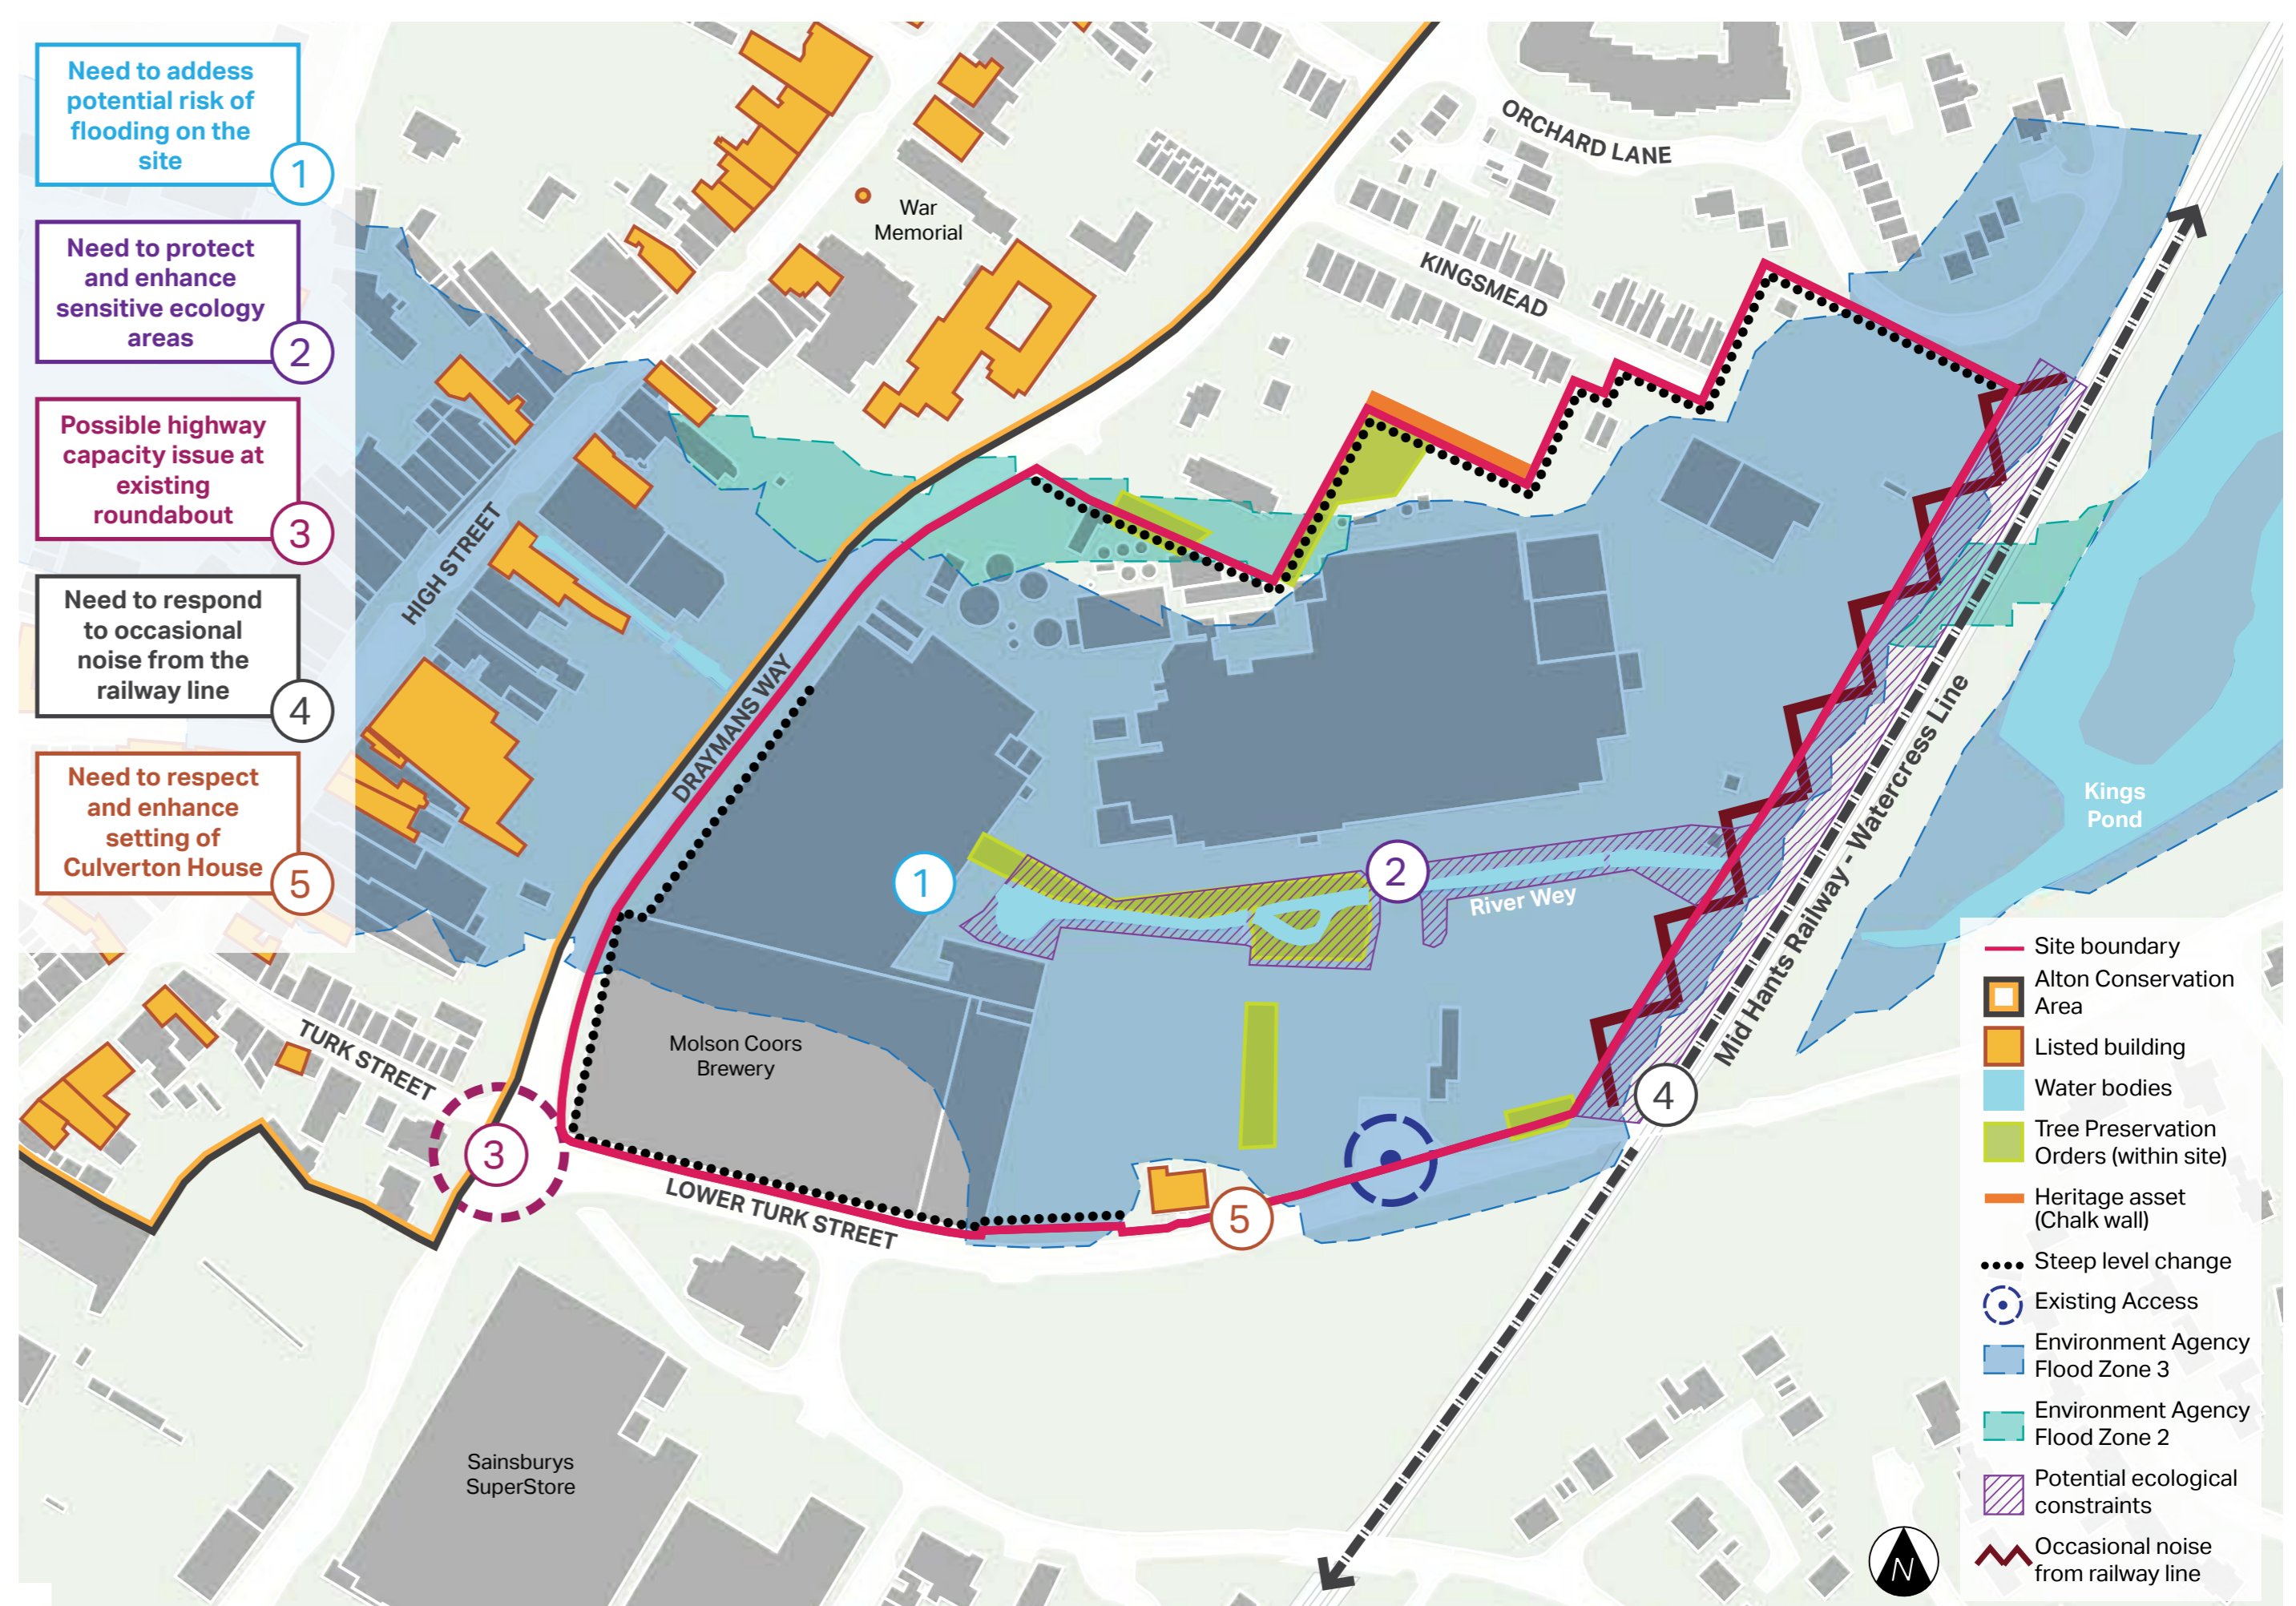 Need to addess
potential risk of
flooding on the
site
1
Need to protect
and enhance
sensitive ecology
areas
2
Possible highway
capacity issue at
existing
roundabout
3
Need to respond
to occasional
noise from the
railway line
4
Need to respect
and enhance
setting of
Culverton House
5
War
Memorial
ORCHARD LANE
KINGSMEAD
HIGH STREET
DRAYMANS WAY
1
2
River Wey
Kings
Pond
Mid Hants Railway - Watercress Line
Molson Coors
Brewery
TURK STREET
3
4
LOWER TURK STREET
5
Sainsburys
SuperStore
Site boundary
Alton Conservation
Area
Listed building
Water bodies
Tree Preservation
Orders (within site)
Heritage asset
(Chalk wall)
Steep level change
Existing Access
Environment Agency
Flood Zone 3
Environment Agency
Flood Zone 2
Potential ecological
constraints
Occasional noise
from railway line
N